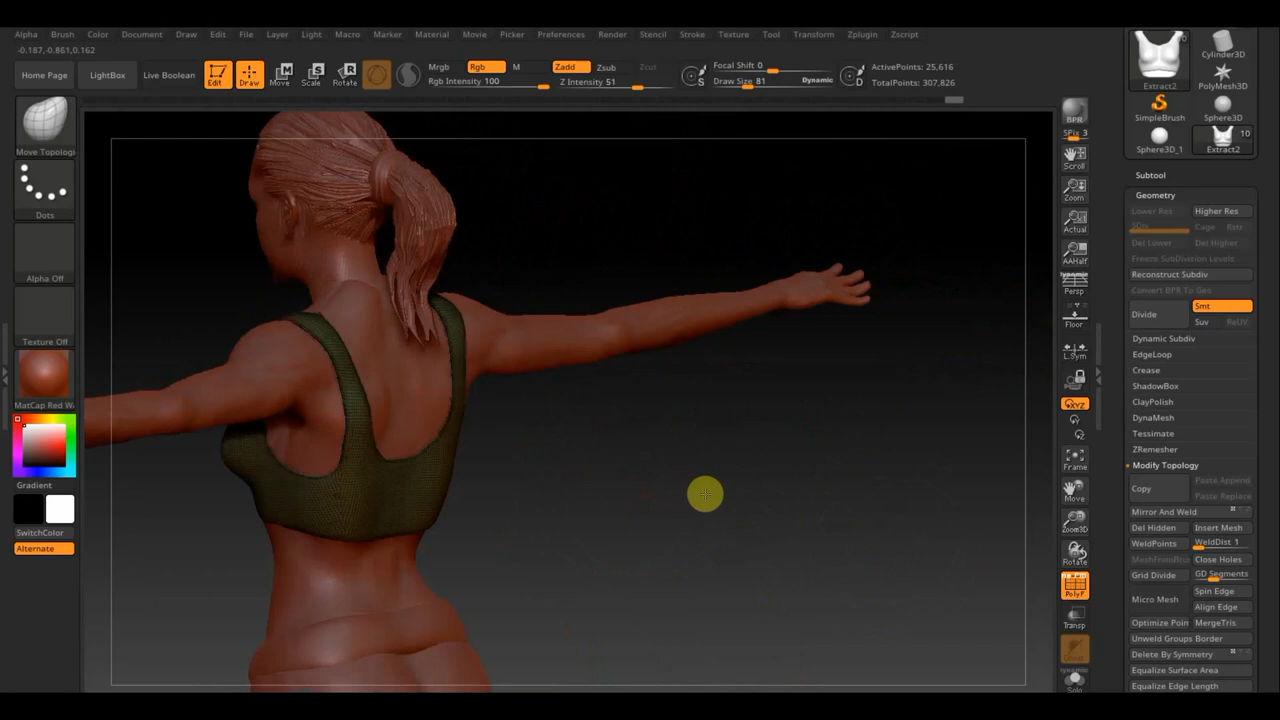 Alpha Brush Color Document Draw Edit File Layer Light Macro Marker Material Movie Picker Preferences Render Stencil Stroke Texture Tool Transform Zplugin Zscript
-0.187,-0.861,0.162
Home Page LightBox Live Boolean Edit Draw Move Scale Rotate
Mrgb Rgb M Zadd Zsub Zcut
Rgb Intensity 100 Z Intensity 51
Focal Shift 0
Draw Size 81 Dynamic
ActivePoints: 25,616
TotalPoints: 307,826
Move Topologi
Dots
Alpha Off
Texture Off
MatCap Red W
Gradient
SwitchColor
Alternate
BPR
SPix 3
Scroll
Zoom
Actual
AAHalf
dynamic
Persp
Floor
L.Sym
XYZ
Frame
Move
Zoom3D
Rotate
PolyF
Transp
Solo
Extract2
Cylinder3D
PolyMesh3D
SimpleBrush Sphere3D
Sphere3D_1 Extract2
10
Subtool
Geometry
Lower Res Higher Res
SDiv Cage Rstr
Del Lower Del Higher
Freeze SubDivision Levels
Reconstruct Subdiv
Convert BPR To Geo
Divide Smt
Suv ReUV
Dynamic Subdiv
EdgeLoop
Crease
ShadowBox
ClayPolish
DynaMesh
Tessimate
ZRemesher
Modify Topology
Copy Paste Append
Paste Replace
Mirror And Weld
Del Hidden Insert Mesh
WeldPoints WeldDist 1
MeshFromBru Close Holes
Grid Divide GD Segments
Micro Mesh Spin Edge
Align Edge
Optimize Poin MergeTris
Unweld Groups Border
Delete By Symmetry
Equalize Surface Area
Equalize Edge Length